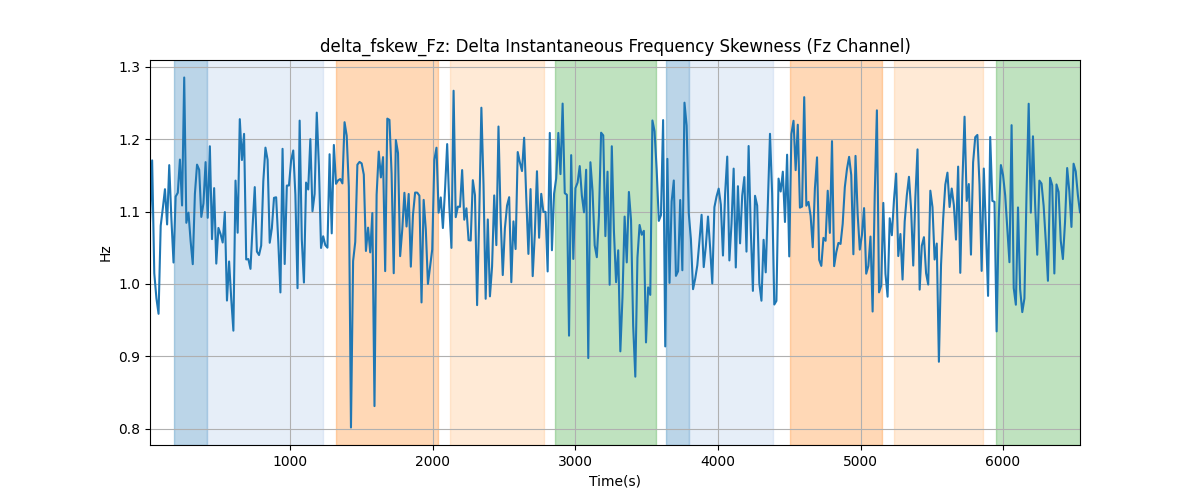 delta_fskew_Fz: Delta Instantaneous Frequency Skewness (Fz Channel)
Hz
1.3
1.2
1.1
1.0
0.9
0.8
1000 2000 3000 4000 5000 6000
Time(s)